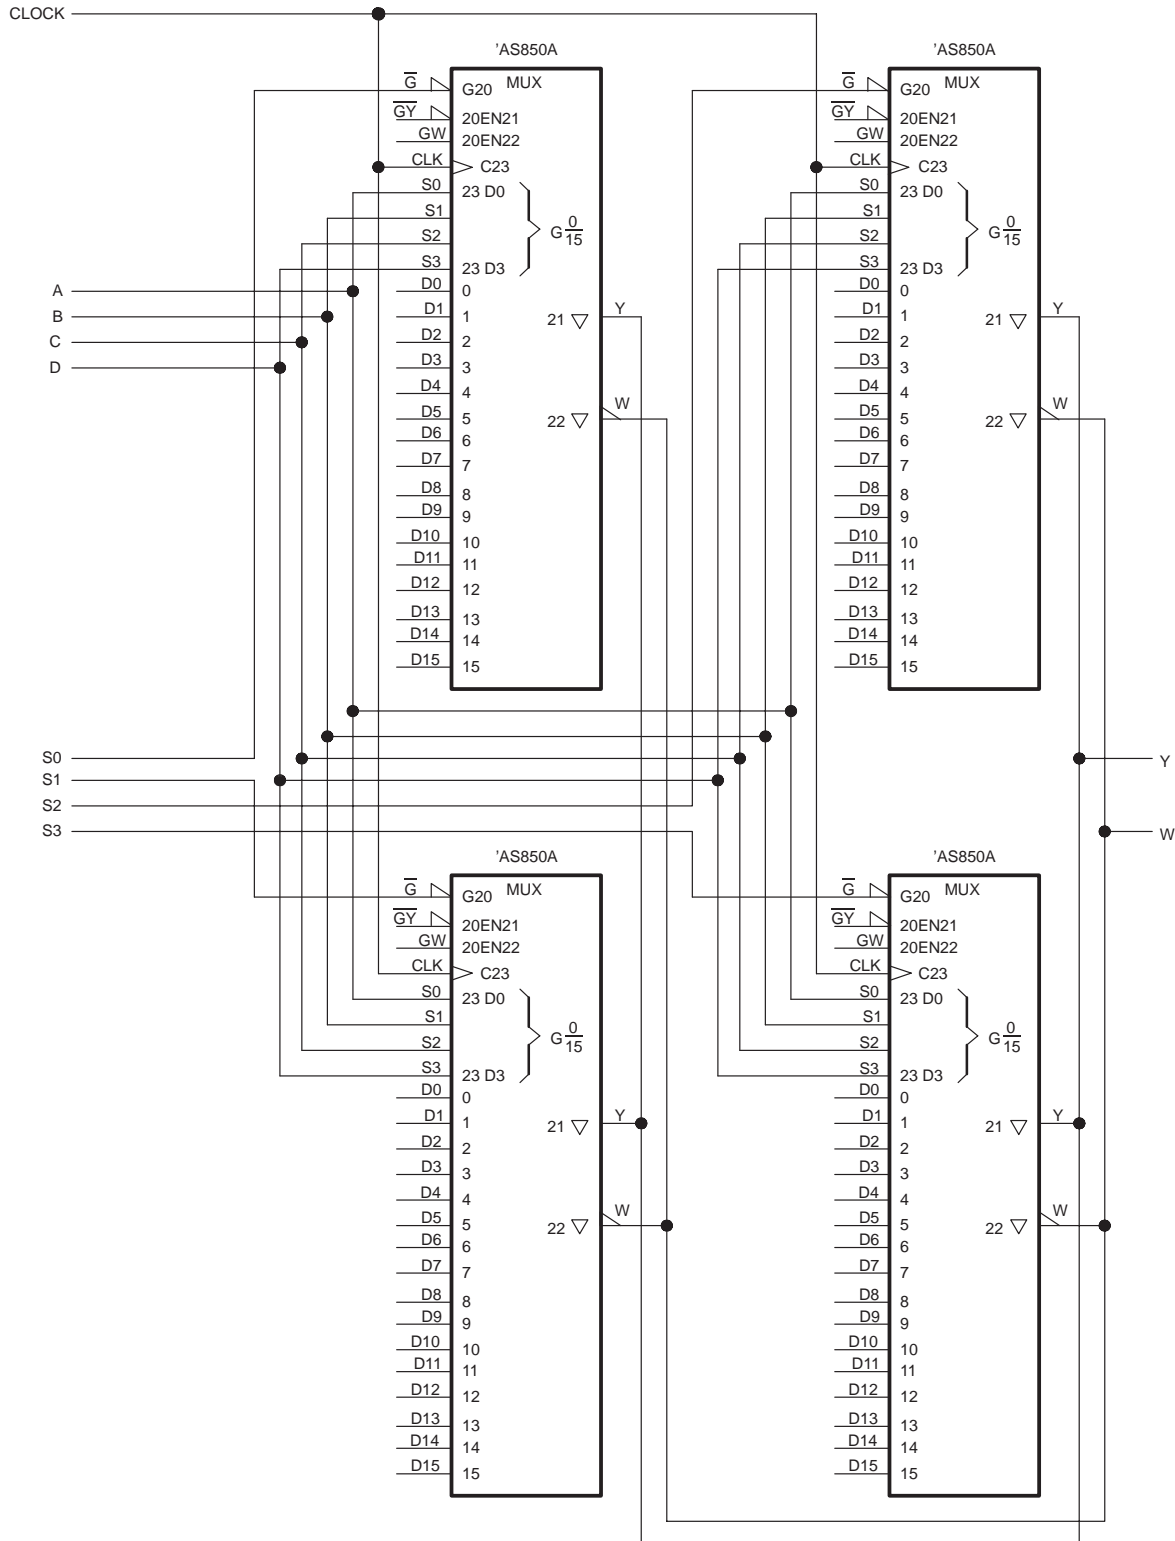 CLOCK
'AS850A
G MUX
G20
GY
20EN21
GW
20EN22
CLK
C23
S0
23 D0
S1
S2
G 0
15
S3
23 D3
D0
0
D1
1
D2
2
D3
3
D4
4
D5
5
D6
6
D7
7
D8
8
D9
9
D10
10
D11
11
D12
12
D13
13
D14
14
D15
15
21 Y
22 W
'AS850A
G MUX
G20
GY
20EN21
GW
20EN22
CLK
C23
S0
23 D0
S1
S2
G 0
15
S3
23 D3
D0
0
D1
1
D2
2
D3
3
D4
4
D5
5
D6
6
D7
7
D8
8
D9
9
D10
10
D11
11
D12
12
D13
13
D14
14
D15
15
21 Y
22 W
A
B
C
D
S0
S1
S2
S3
Y
W
'AS850A
G MUX
G20
GY
20EN21
GW
20EN22
CLK
C23
S0
23 D0
S1
S2
G 0
15
S3
23 D3
D0
0
D1
1
D2
2
D3
3
D4
4
D5
5
D6
6
D7
7
D8
8
D9
9
D10
10
D11
11
D12
12
D13
13
D14
14
D15
15
21 Y
22 W
'AS850A
G MUX
G20
GY
20EN21
GW
20EN22
CLK
C23
S0
23 D0
S1
S2
G 0
15
S3
23 D3
D0
0
D1
1
D2
2
D3
3
D4
4
D5
5
D6
6
D7
7
D8
8
D9
9
D10
10
D11
11
D12
12
D13
13
D14
14
D15
15
21 Y
22 W